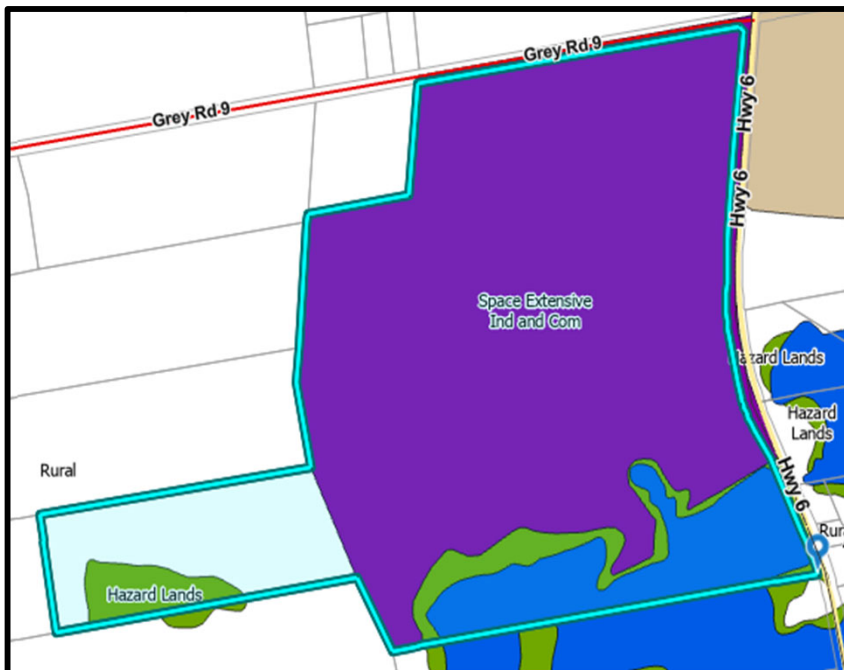 Grey Rd 9
Grey Rd 9
Hwy 6
Hwy 6
Space Extensive
Ind and Com
Hazard Lands
Hazard
Lands
Rural
Hwy 6
Hazard Lands